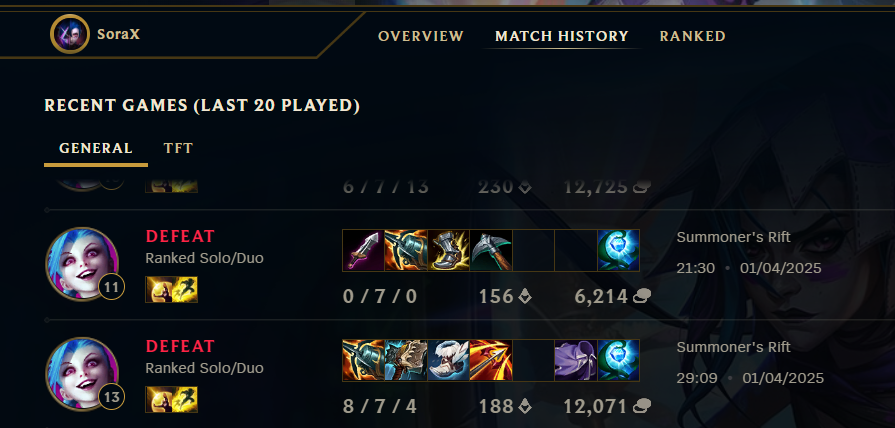 SoraX
OVERVIEW MATCH HISTORY RANKED
RECENT GAMES (LAST 20 PLAYED)
GENERAL TFT
6 / 7 / 13 230 12,725
DEFEAT
Ranked Solo/Duo
11
0 / 7 / 0 156 6,214
Summoner's Rift
21:30 • 01/04/2025
DEFEAT
Ranked Solo/Duo
13
8 / 7 / 4 188 12,071
Summoner's Rift
29:09 • 01/04/2025